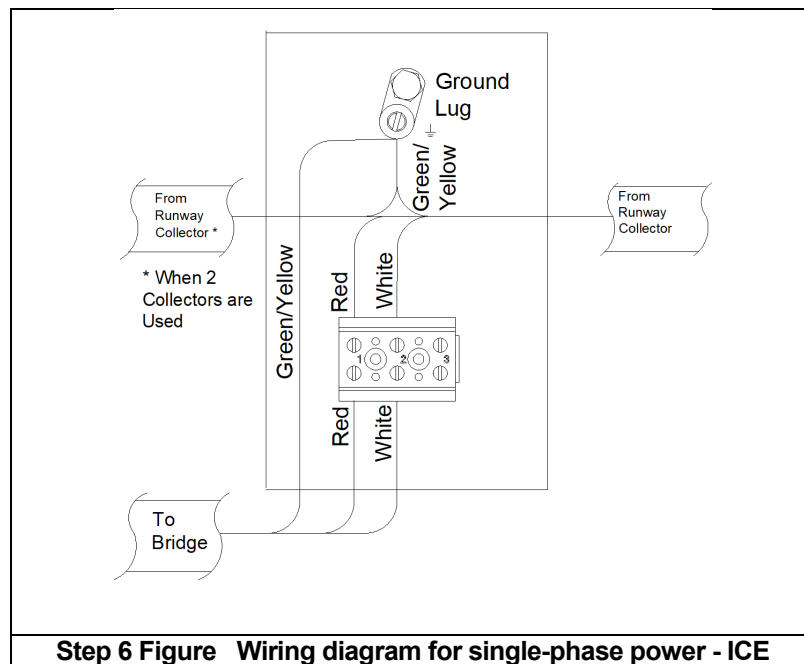 Ground
Lug
Green/
Yellow
From
Runway
Collector *
From
Runway
Collector
* When 2
Collectors are
Used
Green/Yellow
Red
White
1 2 3
Red
White
To
Bridge
Step 6 Figure Wiring diagram for single-phase power - ICE